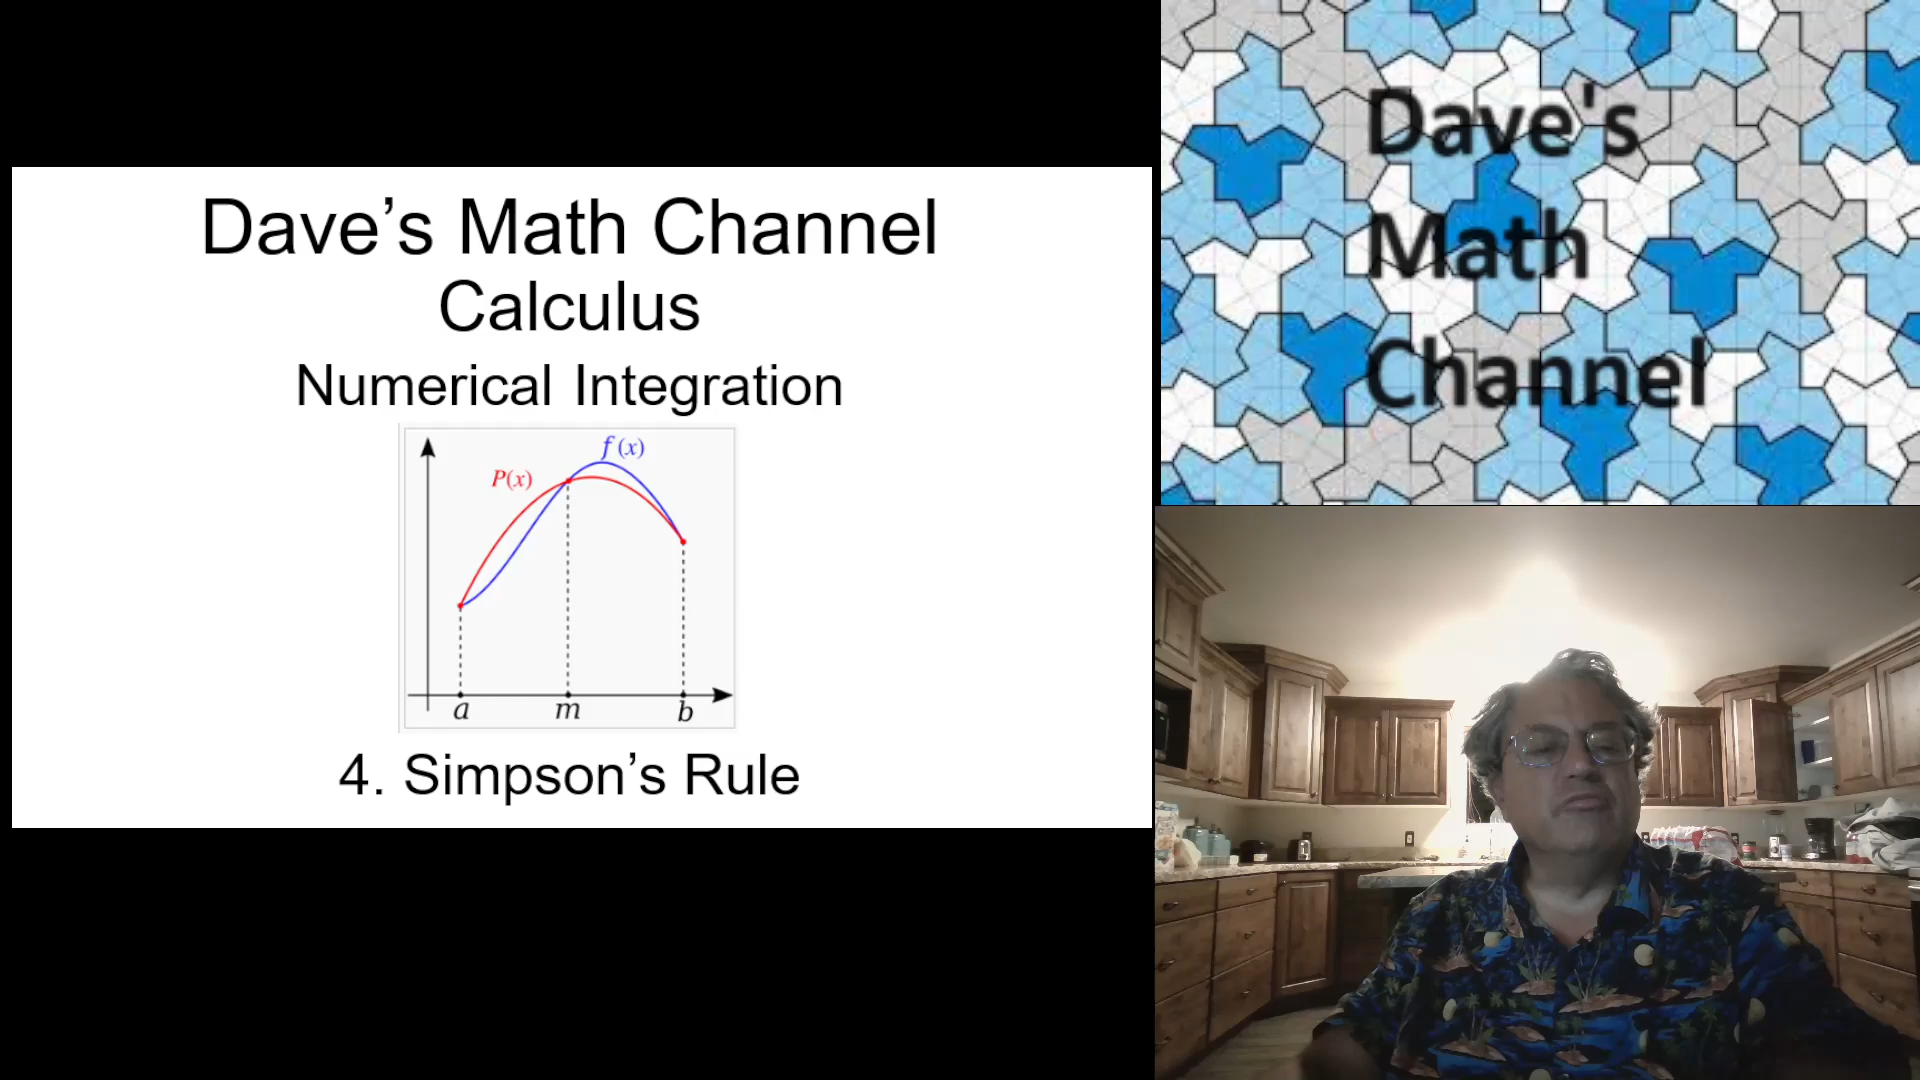 Dave's Math Channel
Calculus
Numerical Integration
f (x)
P(x)
a
m
b
4. Simpson's Rule
Dave's
Math
Channel